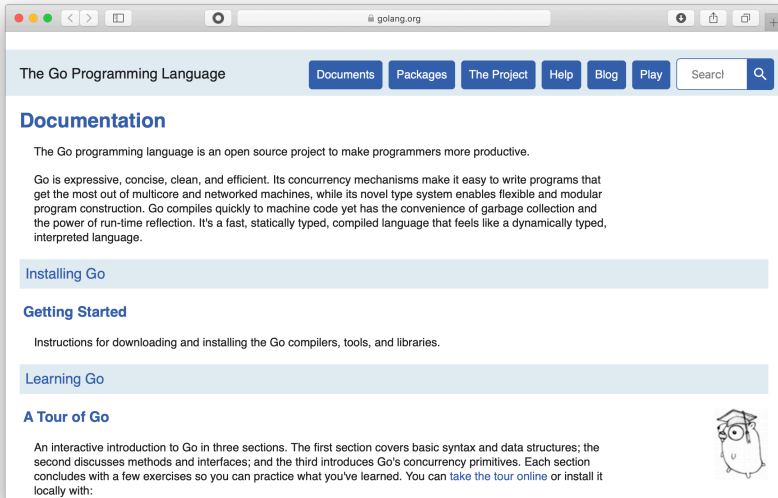 golang.org
The Go Programming Language
Documents
Packages
The Project
Help
Blog
Play
Search
Documentation
The Go programming language is an open source project to make programmers more productive.
Go is expressive, concise, clean, and efficient. Its concurrency mechanisms make it easy to write programs that
get the most out of multicore and networked machines, while its novel type system enables flexible and modular
program construction. Go compiles quickly to machine code yet has the convenience of garbage collection and
the power of run-time reflection. It's a fast, statically typed, compiled language that feels like a dynamically typed,
interpreted language.
Installing Go
Getting Started
Instructions for downloading and installing the Go compilers, tools, and libraries.
Learning Go
A Tour of Go
An interactive introduction to Go in three sections. The first section covers basic syntax and data structures; the
second discusses methods and interfaces; and the third introduces Go's concurrency primitives. Each section
concludes with a few exercises so you can practice what you've learned. You can take the tour online or install it
locally with: